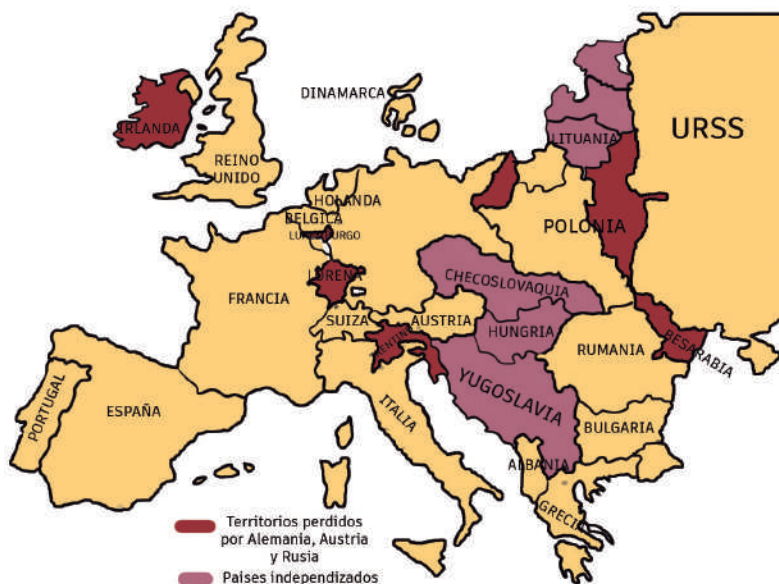 DINAMARCA
IRLANDA
REINO
UNIDO
LITUANIA
URSS
HOLANDA
BELGICA
LUXEMBURGO
POLONIA
LORENA
CHECOSLOVAQUIA
FRANCIA
SUIZA
AUSTRIA
HUNGRIA
BESARABIA
RUMANIA
YUGOSLAVIA
PORTUGAL
ESPAÑA
ITALIA
BULGARIA
ALBANIA
GRECIA
Territorios perdidos
por Alemania, Austria
y Rusia
Paises independizados